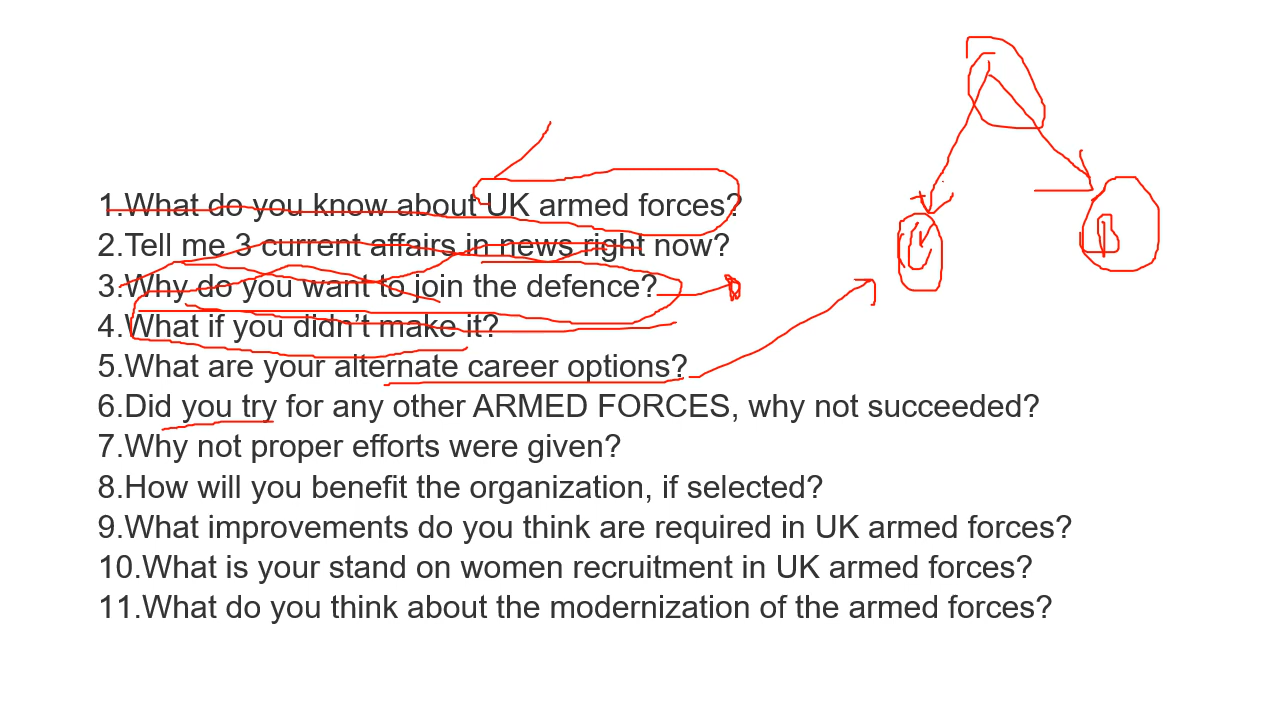 1.What do you know about UK armed forces?
2.Tell me 3 current affairs in news right now?
3.Why do you want to join the defence?
4.What if you didn’t make it?
5.What are your alternate career options?
6.Did you try for any other ARMED FORCES, why not succeeded?
7.Why not proper efforts were given?
8.How will you benefit the organization, if selected?
9.What improvements do you think are required in UK armed forces?
10.What is your stand on women recruitment in UK armed forces?
11.What do you think about the modernization of the armed forces?